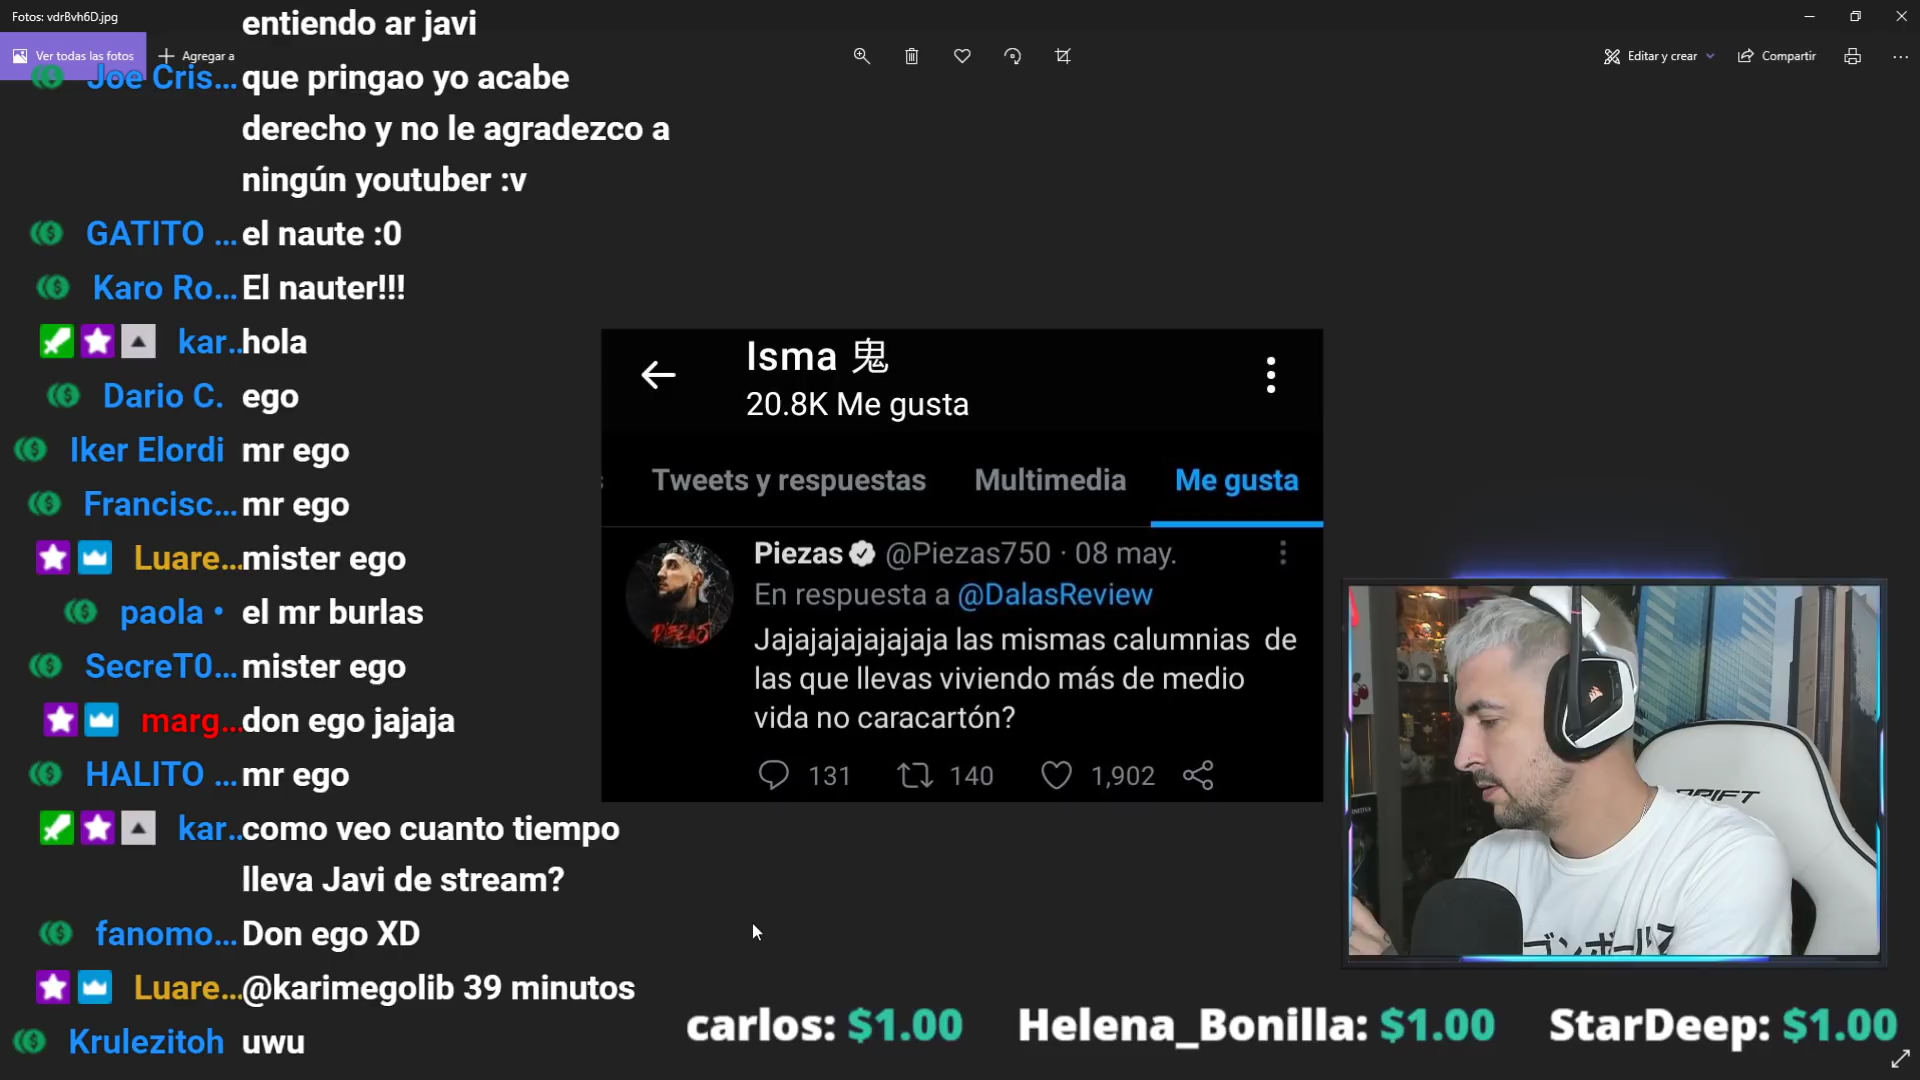 Fotos: vdrBvh6D.jpg
Ver todas las fotos
Agregar a
Editar y crear
Compartir
entiendo ar javi
Joe Cris... que pringao yo acabe
derecho y no le agradezco a
ningún youtuber :v
GATITO ... el naute :0
Karo Ro... El nauter!!!
kar.. hola
Dario C. ego
Iker Elordi mr ego
Francisc... mr ego
Luare... mister ego
paola • el mr burlas
SecreT0... mister ego
marg... don ego jajaja
HALITO ... mr ego
kar.. como veo cuanto tiempo
lleva Javi de stream?
fanomo... Don ego XD
Luare... @karimegolib 39 minutos
Krulezitoh uwu
Isma 鬼
20.8K Me gusta
s Tweets y respuestas Multimedia Me gusta
Piezas @Piezas750 · 08 may.
En respuesta a @DalasReview
Jajajajajajajaja las mismas calumnias de
las que llevas viviendo más de medio
vida no caracartón?
131 140 1,902
PIEZAS
DRIFT
carlos: $1.00 Helena_Bonilla: $1.00 StarDeep: $1.00